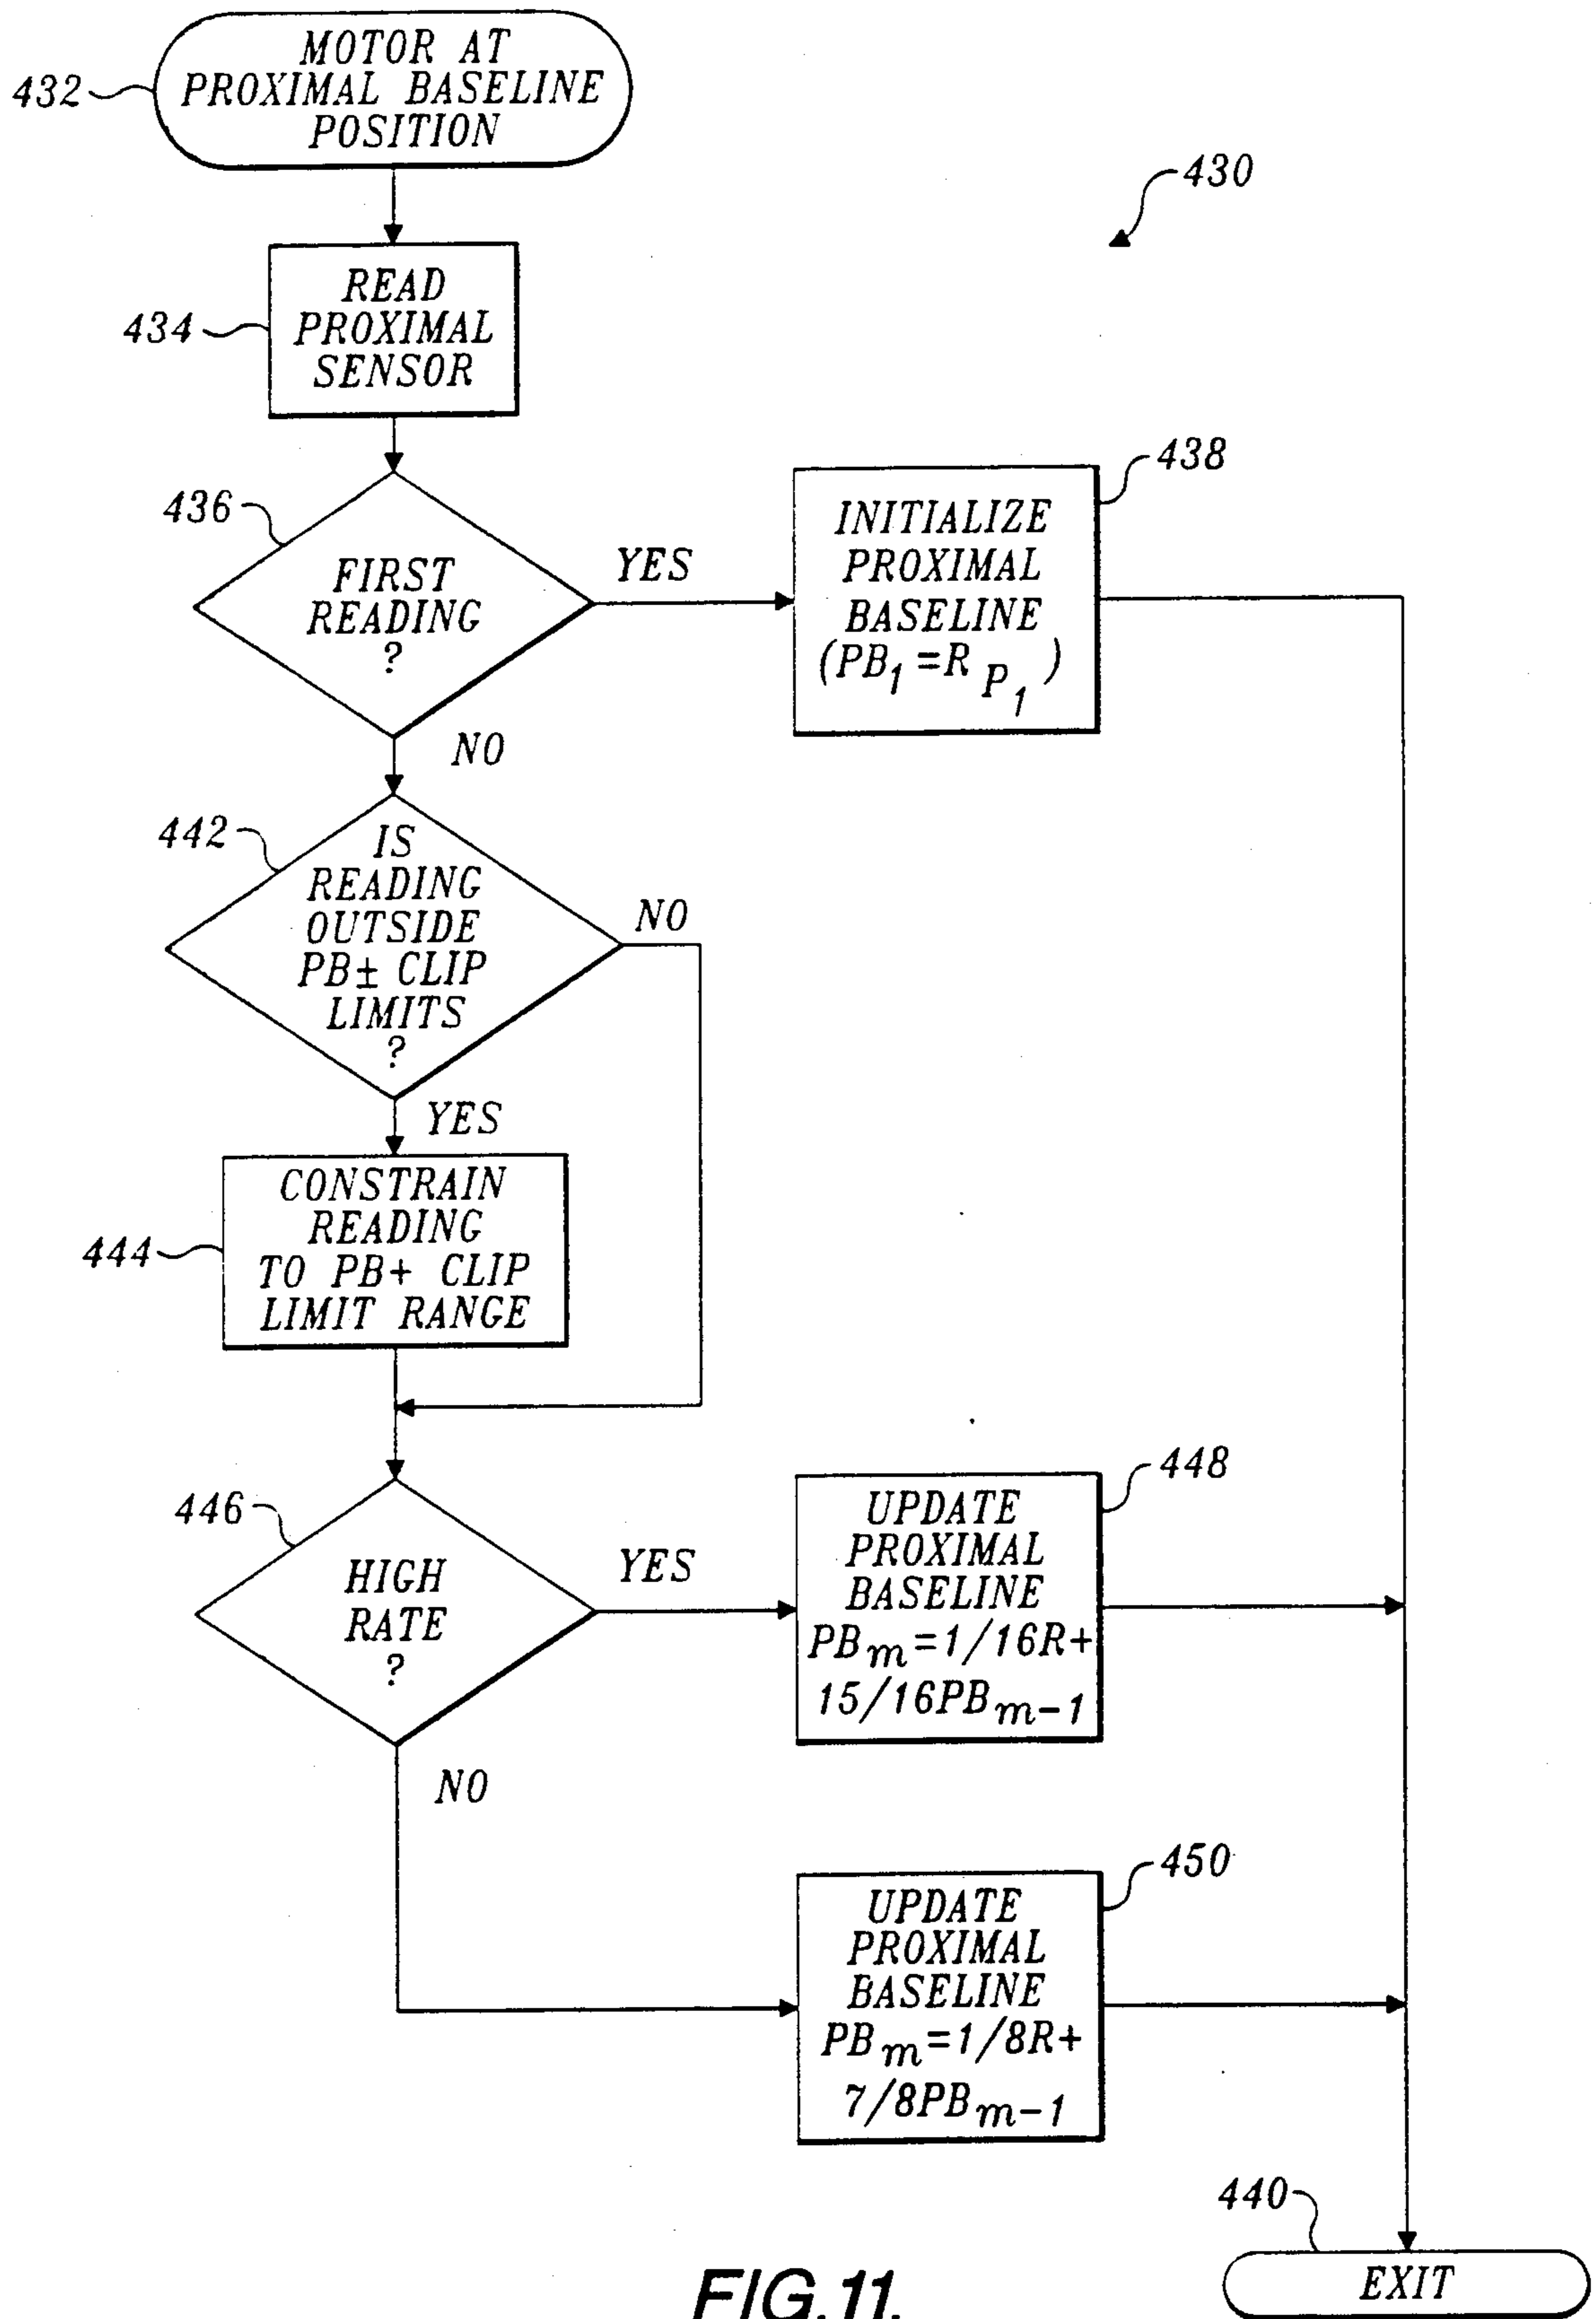 MOTOR AT
PROXIMAL BASELINE
POSITION
432
430
READ
PROXIMAL
SENSOR
434
436
FIRST
READING
?
YES
438
INITIALIZE
PROXIMAL
BASELINE
(PB1=RP1)
NO
442
IS
READING
OUTSIDE
PB± CLIP
LIMITS
?
NO
YES
444
CONSTRAIN
READING
TO PB+ CLIP
LIMIT RANGE
446
HIGH
RATE
?
YES
448
UPDATE
PROXIMAL
BASELINE
PBm=1/16R+
15/16PBm-1
NO
450
UPDATE
PROXIMAL
BASELINE
PBm=1/8R+
7/8PBm-1
440
EXIT
FIG.11.